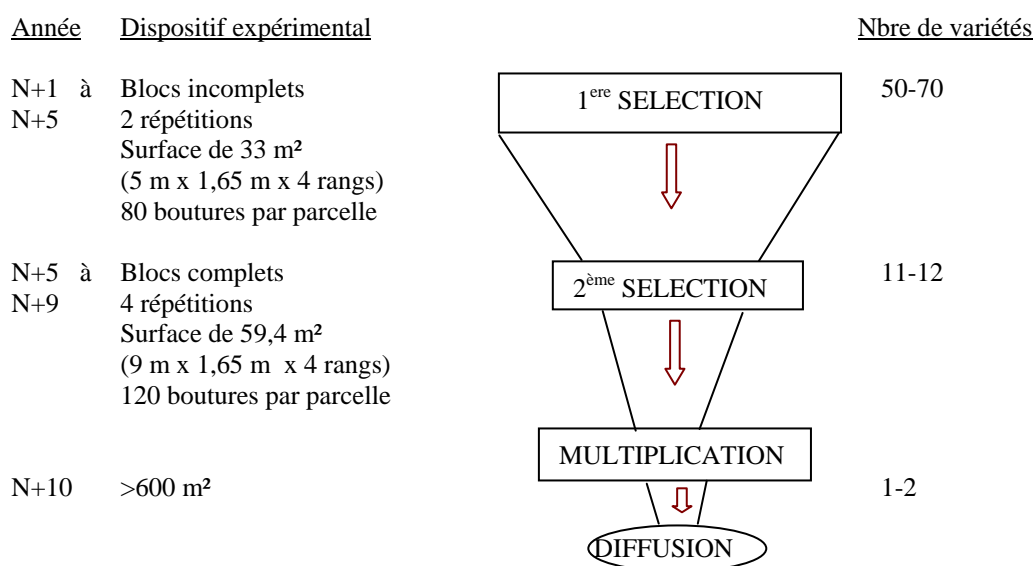 Année Dispositif expérimental Nbre de variétés
N+1 à Blocs incomplets 1ere SELECTION 50-70
N+5 2 répétitions
Surface de 33 m²
(5 m x 1,65 m x 4 rangs)
80 boutures par parcelle
N+5 à Blocs complets 2ème SELECTION 11-12
N+9 4 répétitions
Surface de 59,4 m²
(9 m x 1,65 m x 4 rangs)
120 boutures par parcelle
MULTIPLICATION
N+10 >600 m² 1-2
DIFFUSION